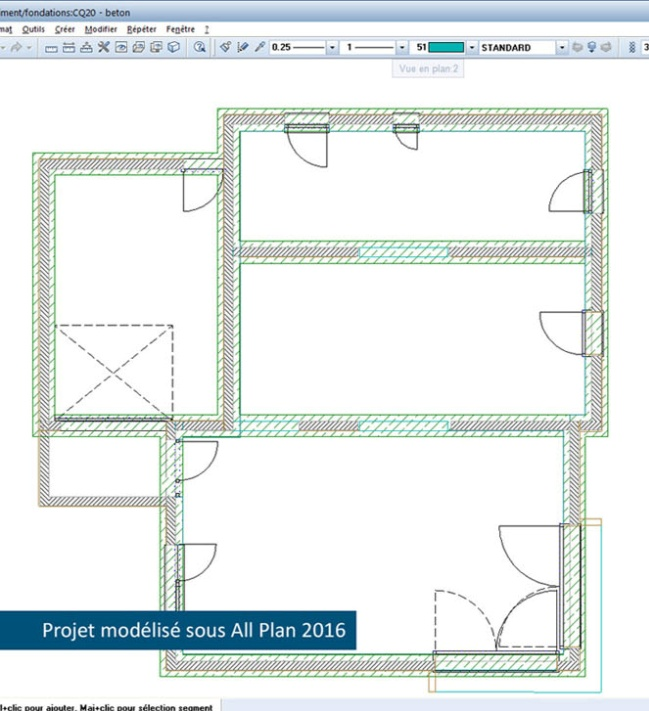 ment/fondations:CQ20 - beton
mat Outils Créer Modifier Répéter Fenêtre ?
0.25 1 51 STANDARD 3
Vue en plan:2
Projet modélisé sous All Plan 2016
l+clic pour ajouter, Maj+clic pour sélection segment